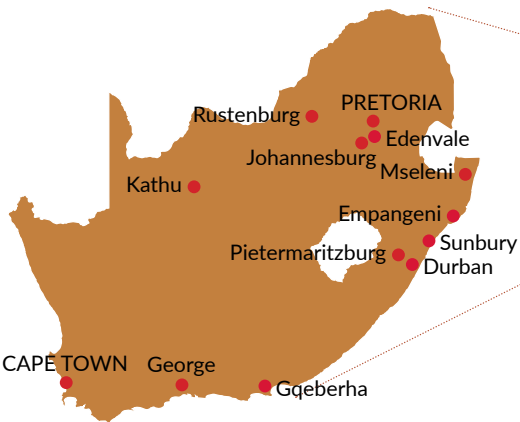 PRETORIA
Rustenburg
Edenvale
Johannesburg
Mseleni
Kathu
Empangeni
Sunbury
Pietermaritzburg
Durban
CAPE TOWN
George
Gqeberha